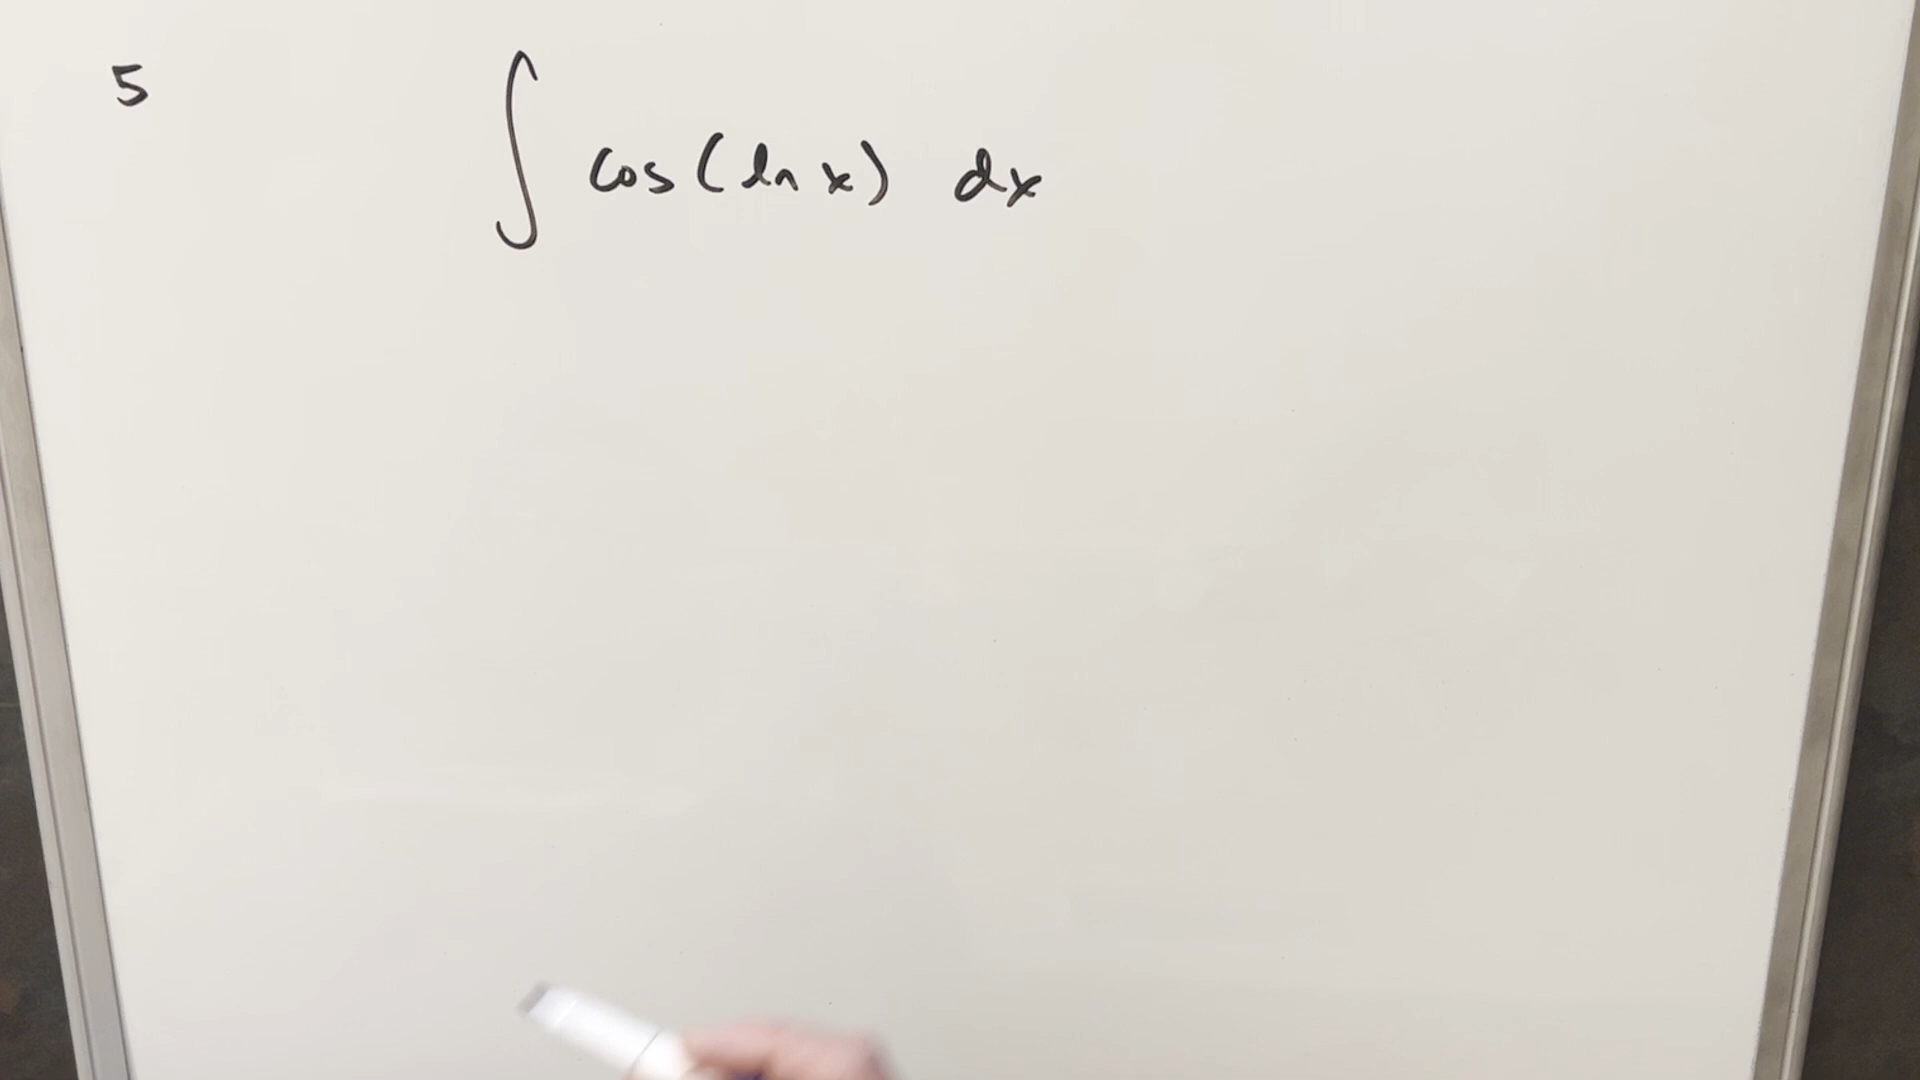 5
∫ cos(ln x) dx